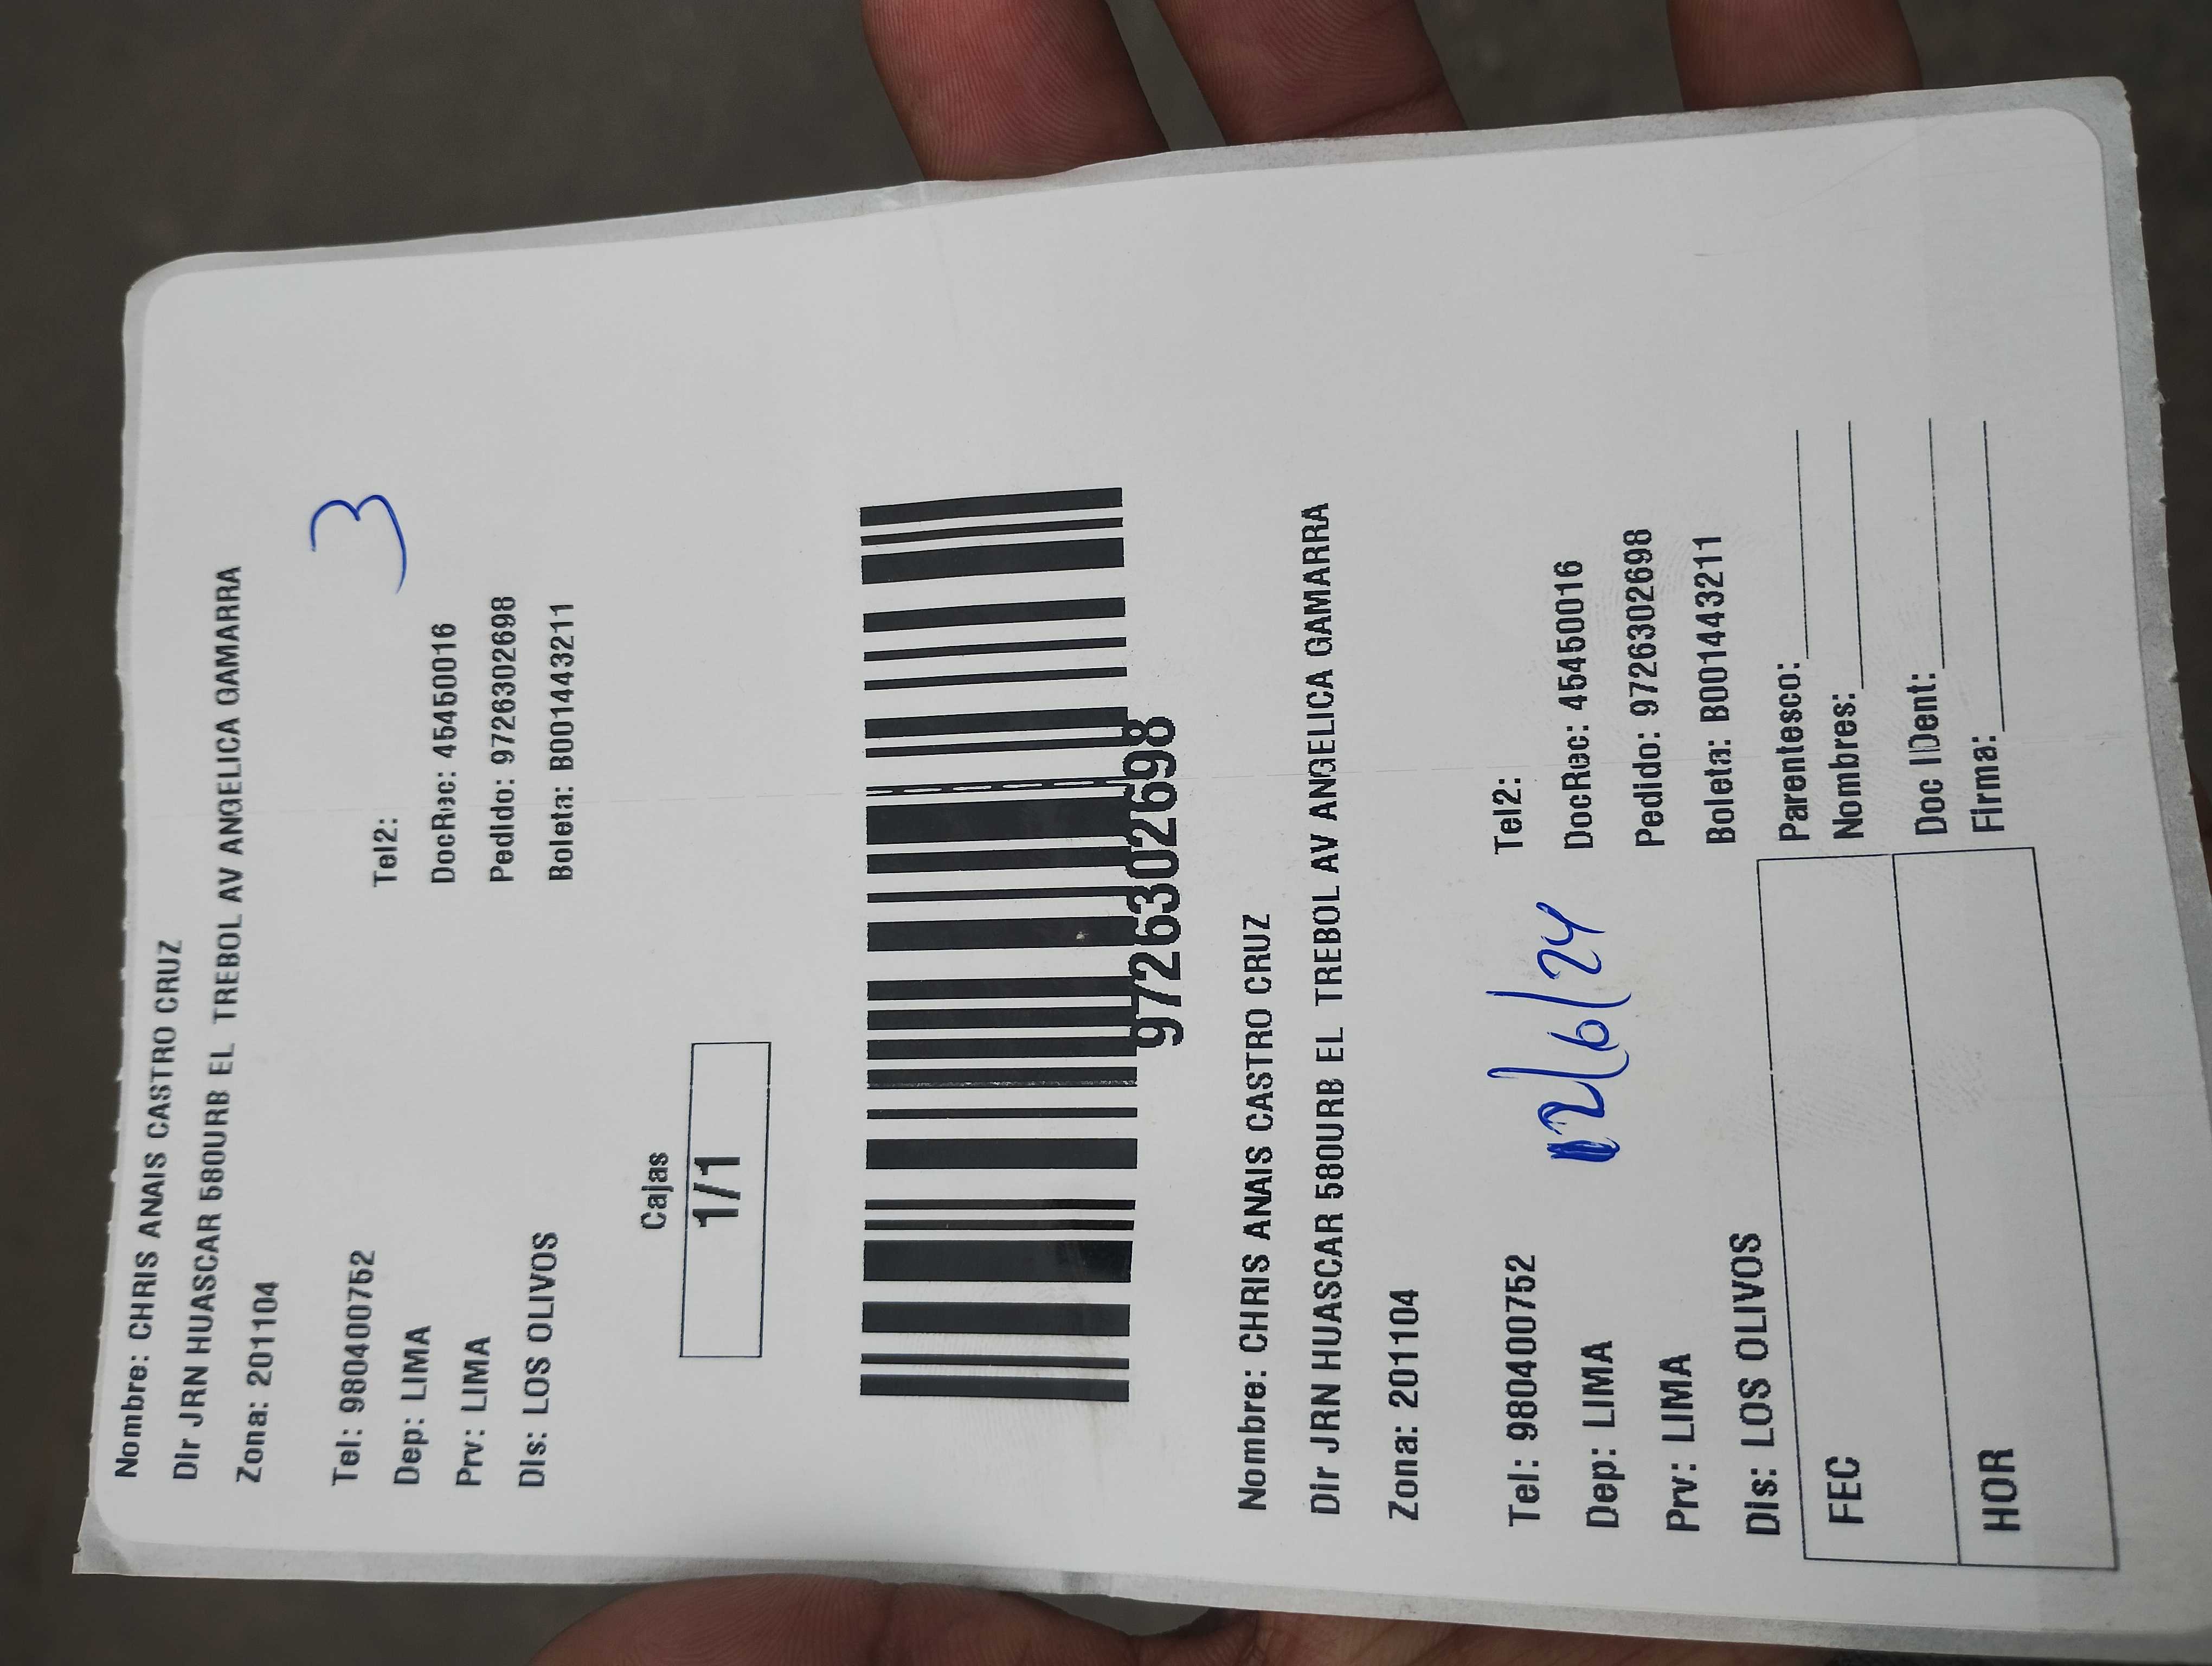 Nombre: CHRIS ANAIS CASTRO CRUZ
Dir JRN HUASCAR 580URB EL TREBOL AV ANGELICA GAMARRA
Zona: 201104
3
Tel: 980400752 Tel2:
Dep: LIMA DocRec: 45450016
Prv: LIMA Pedido: 972630269​8
Dis: LOS OLIVOS Boleta: B001443211
Cajas
1/1
9726302698
Nombre: CHRIS ANAIS CASTRO CRUZ
Dir JRN HUASCAR 580URB EL TREBOL AV ANGELICA GAMARRA
Zona: 201104
Tel: 980400752 12/6/24 Tel2:
Dep: LIMA DocRec: 45450016
Prv: LIMA Pedido: 9726302698
Dis: LOS OLIVOS Boleta: B001443211
FEC Parentesco:
Nombres:
HOR Doc IDent:
Firma: